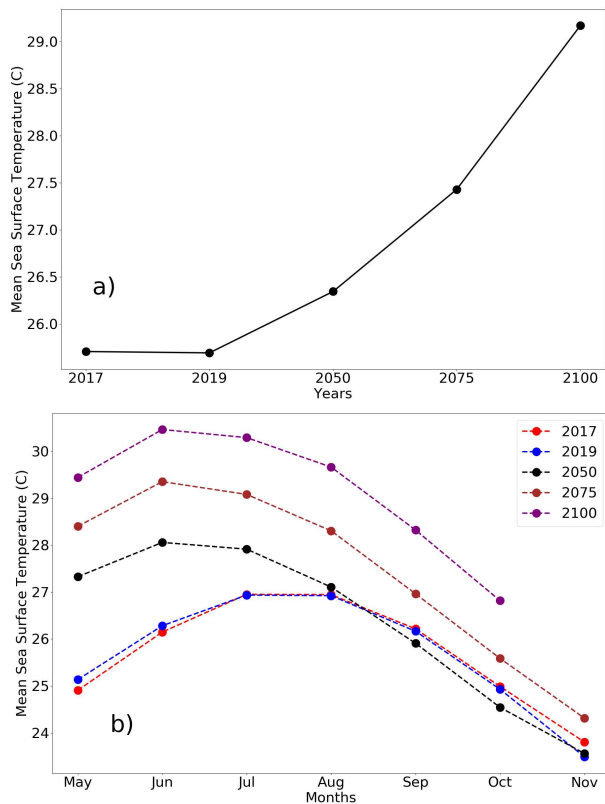 29.0
28.5
28.0
27.5
27.0
26.5
26.0
Mean Sea Surface Temperature (C)
a)
2017 2019 2050 2075 2100
Years
30
29
28
27
26
25
24
Mean Sea Surface Temperature (C)
2017
2019
2050
2075
2100
b)
May Jun Jul Aug Sep Oct Nov
Months